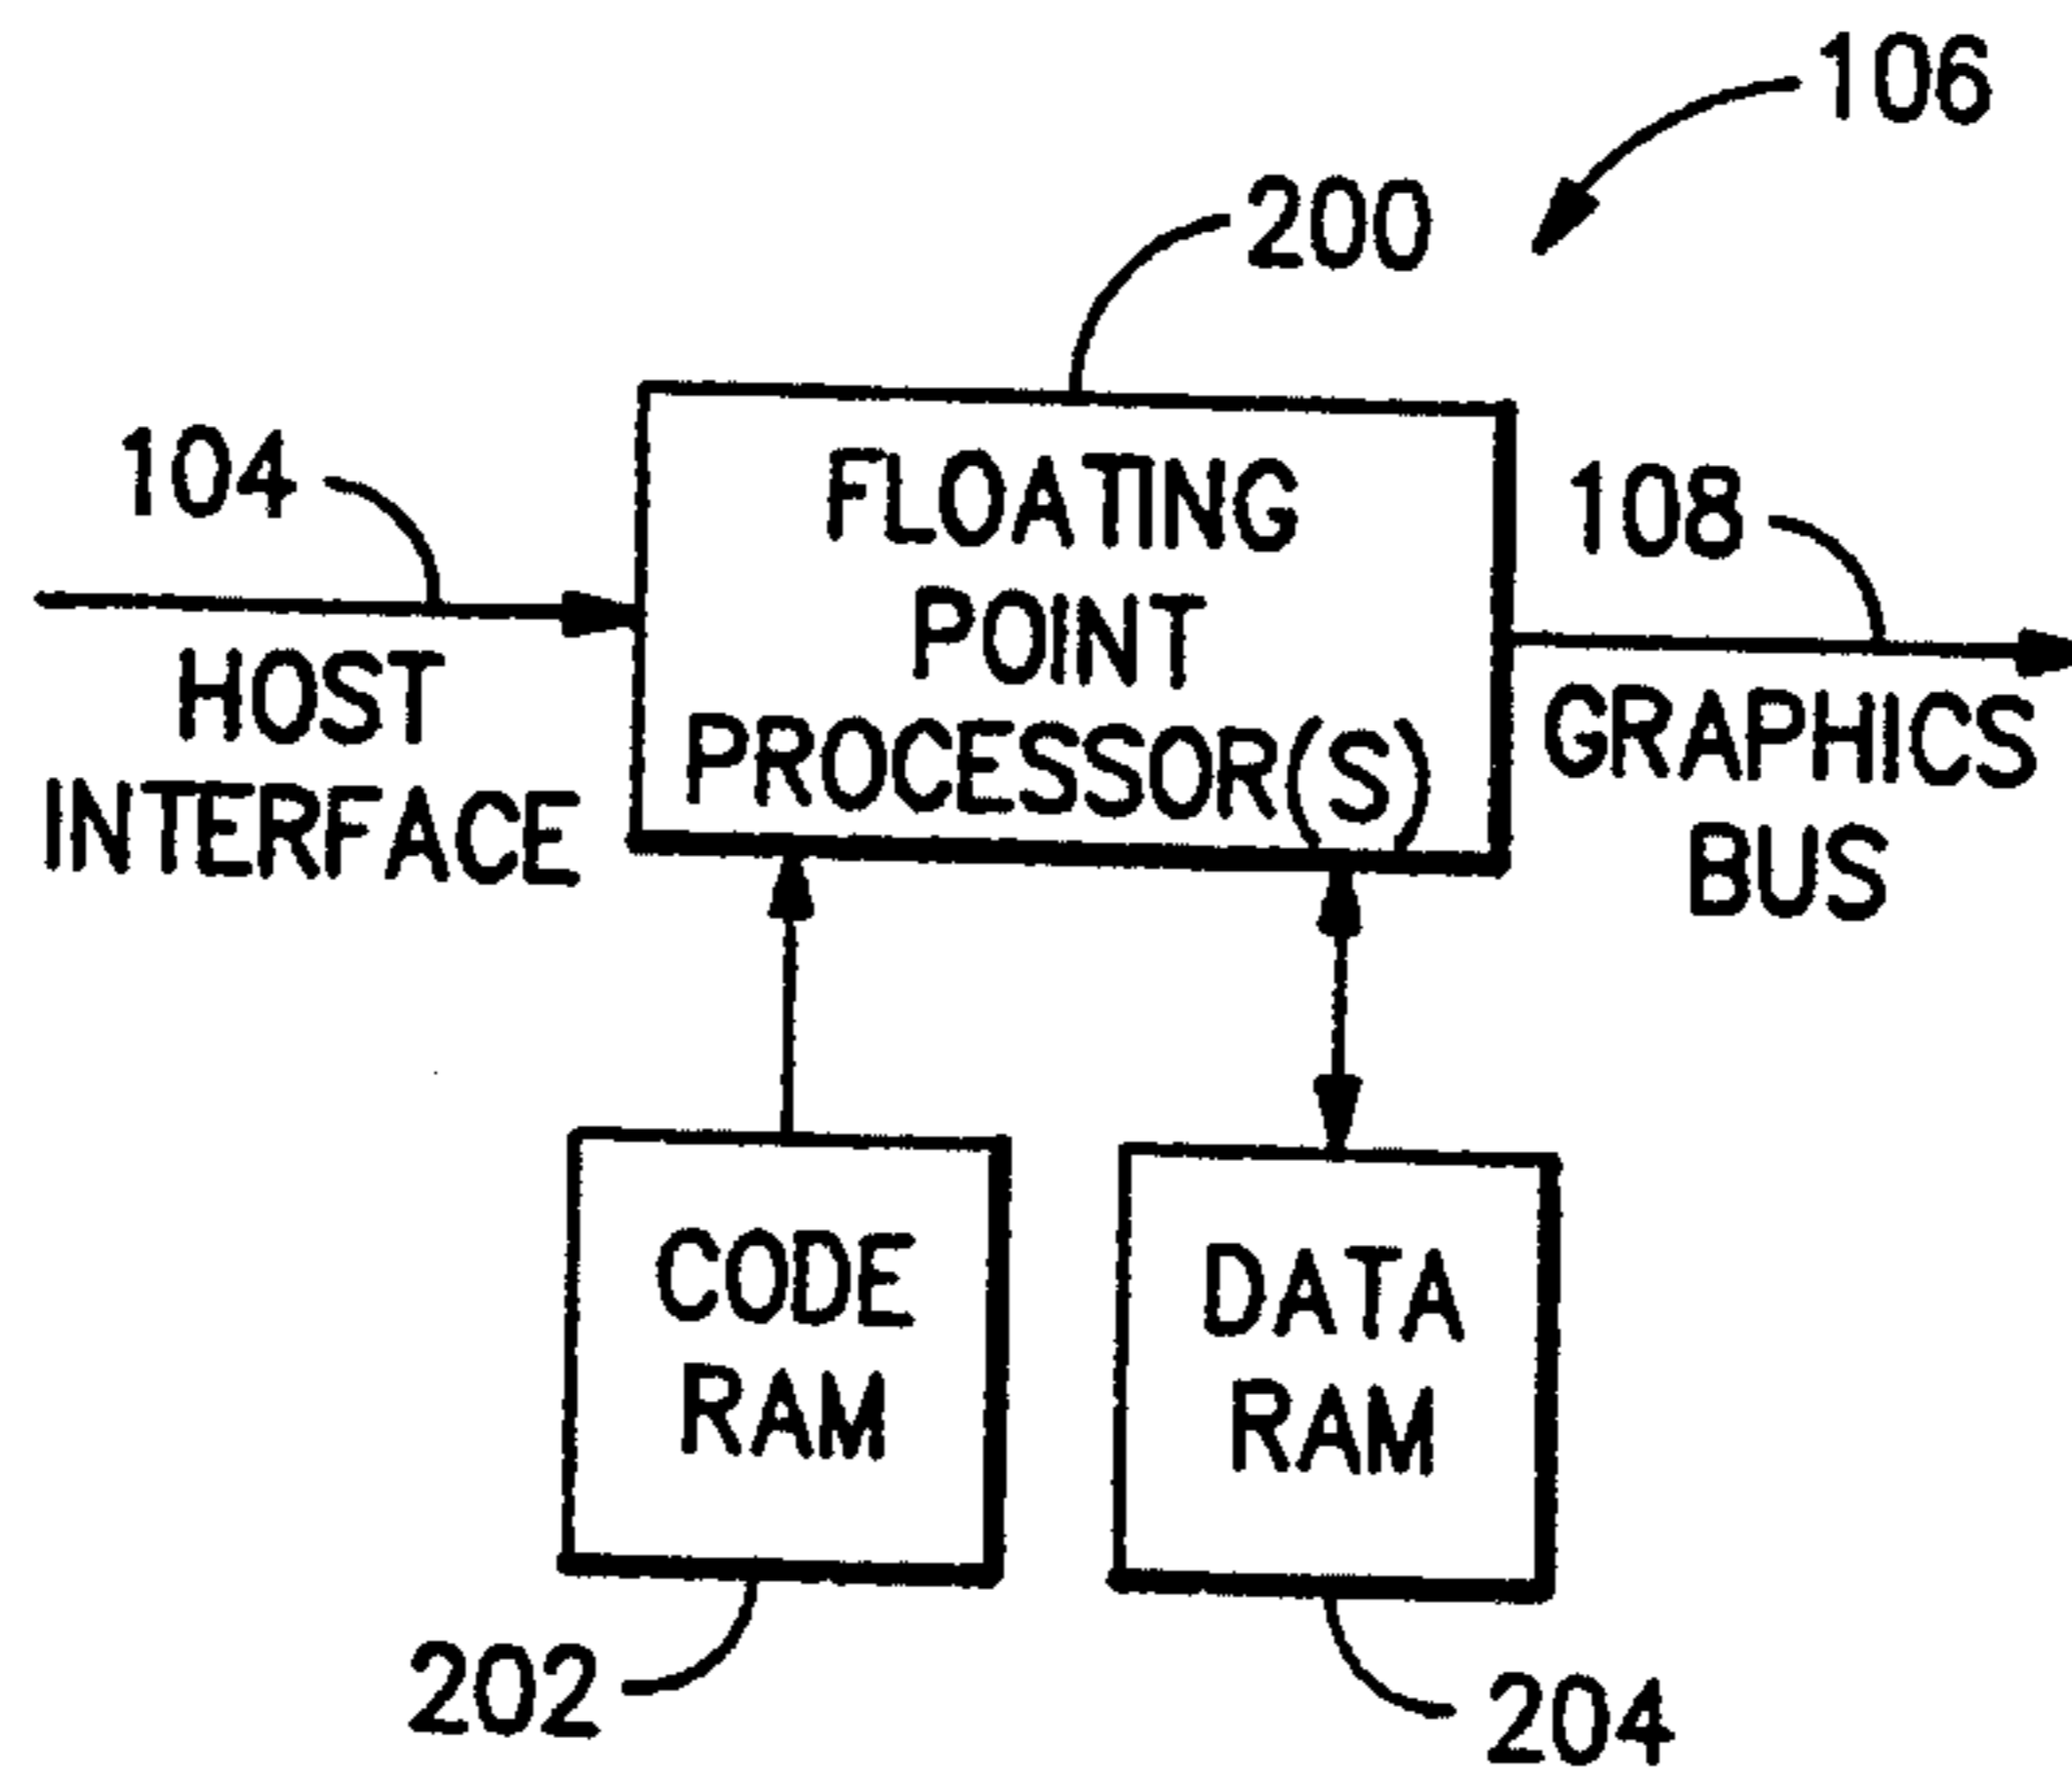 106
200
104
FLOATING
POINT
PROCESSOR(S)
108
HOST
INTERFACE
GRAPHICS
BUS
CODE
RAM
DATA
RAM
202
204